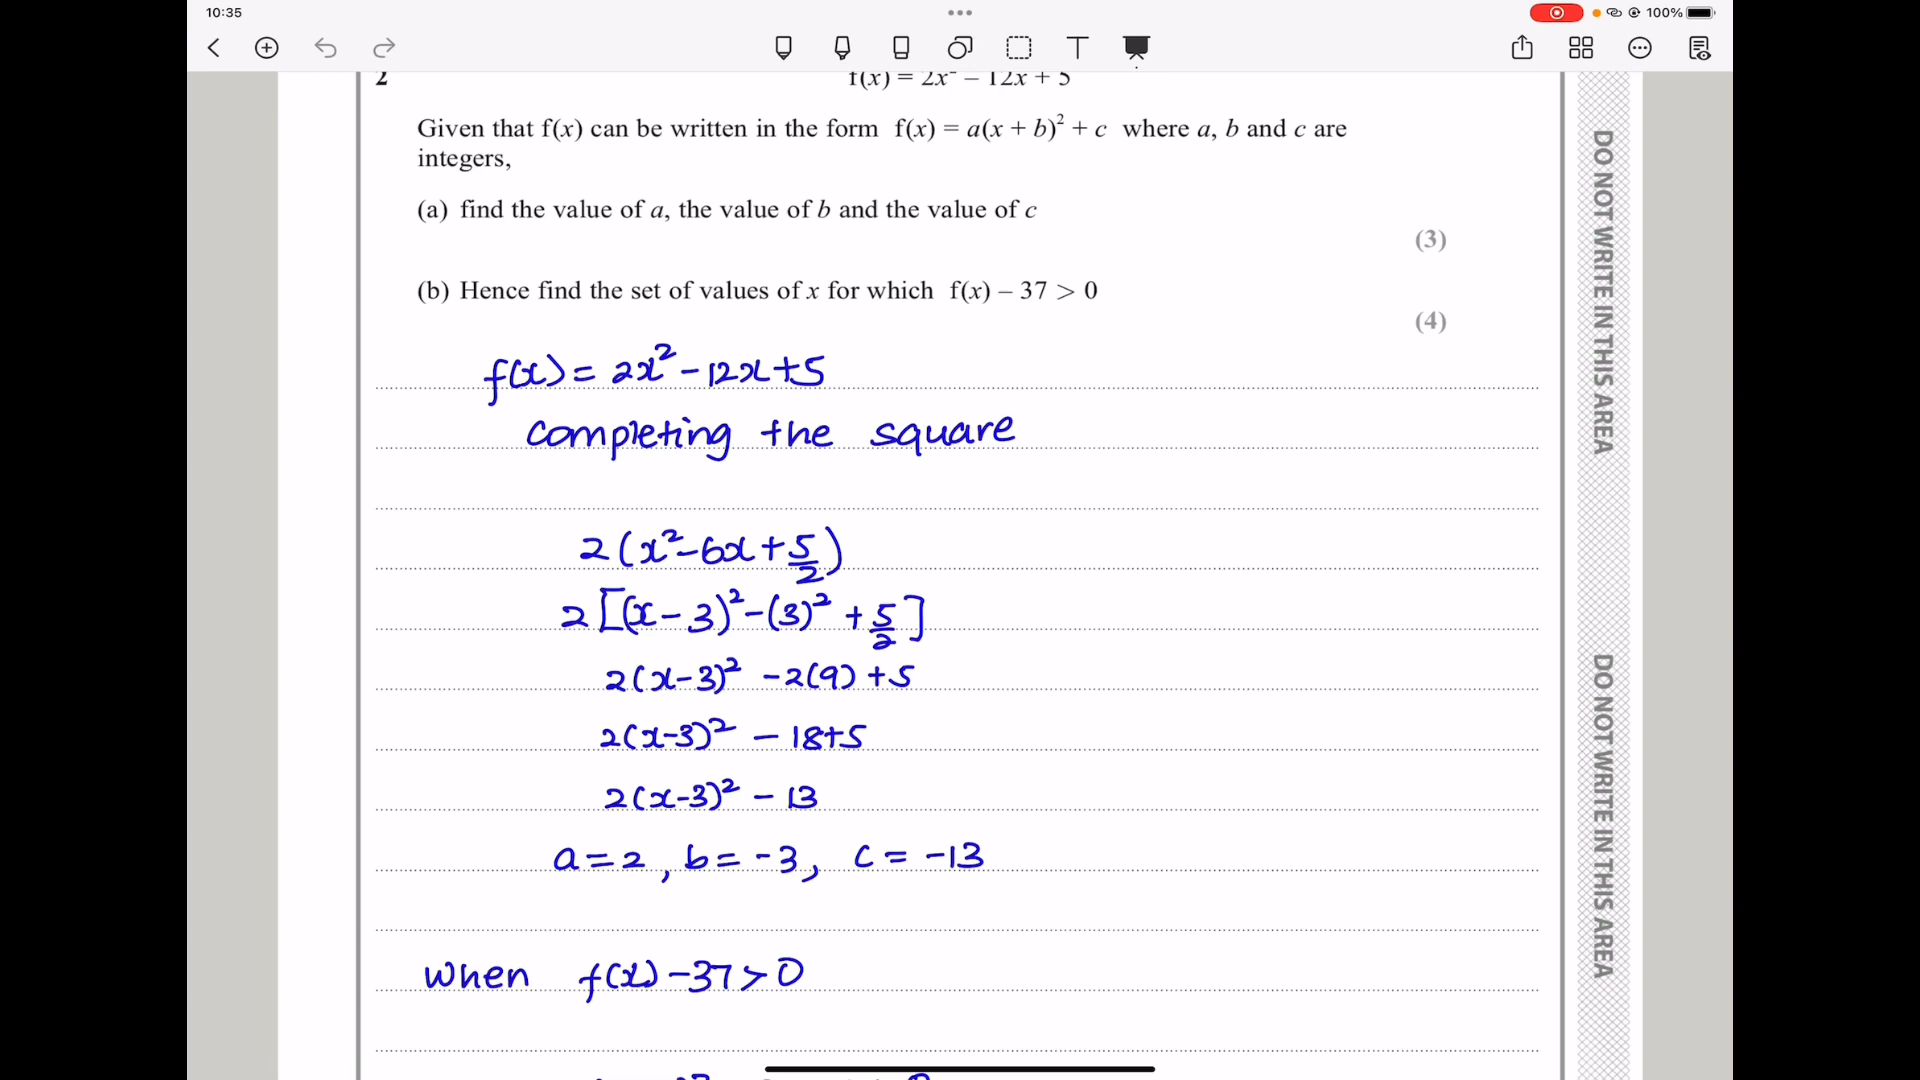 10:35
100%
2 f(x) = 2x² – 12x + 5
Given that f(x) can be written in the form f(x) = a(x + b)² + c where a, b and c are
integers,
(a) find the value of a, the value of b and the value of c
(3)
(b) Hence find the set of values of x for which f(x) – 37 > 0
(4)
f(x) = 2x² - 12x + 5
completing the square
2(x² - 6x + 5/2)
2[(x - 3)² - (3)² + 5/2]
2(x-3)² - 2(9) + 5
2(x-3)² - 18+5
2(x-3)² - 13
a = 2, b = -3, c = -13
when f(x) - 37 > 0
DO NOT WRITE IN THIS AREA
DO NOT WRITE IN THIS AREA